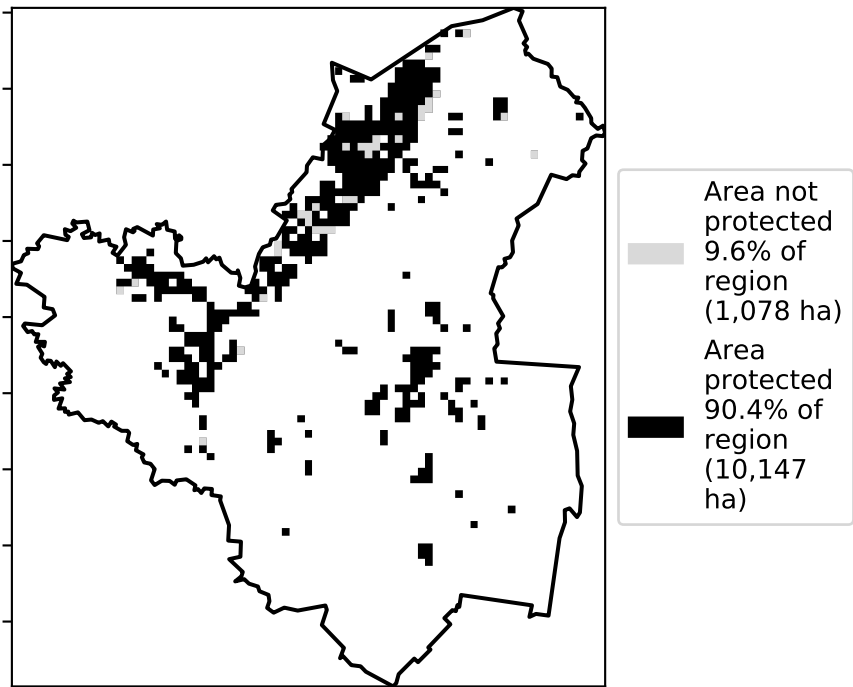 Area not
protected
9.6% of
region
(1,078 ha)
Area
protected
90.4% of
region
(10,147
ha)